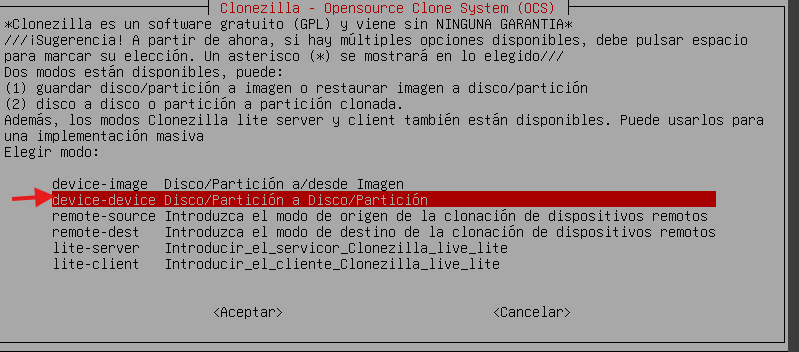 Clonezilla - Opensource Clone System (OCS)
*Clonezilla es un software gratuito (GPL) y viene sin NINGUNA GARANTIA*
///¡Sugerencia! A partir de ahora, si hay múltiples opciones disponibles, debe pulsar espacio
para marcar su elección. Un asterisco (*) se mostrará en lo elegido///
Dos modos están disponibles, puede:
(1) guardar disco/partición a imagen o restaurar imagen a disco/partición
(2) disco a disco o partición a partición clonada.
Además, los modos Clonezilla lite server y client también están disponibles. Puede usarlos para
una implementación masiva
Elegir modo:
device-image Disco/Partición a/desde Imagen
device-device Disco/Partición a Disco/Partición
remote-source Introduzca el modo de origen de la clonación de dispositivos remotos
remote-dest Introduzca el modo de destino de la clonación de dispositivos remotos
lite-server Introducir_el_servicor_Clonezilla_live_lite
lite-client Introducir_el_cliente_Clonezilla_live_lite
<Aceptar> <Cancelar>